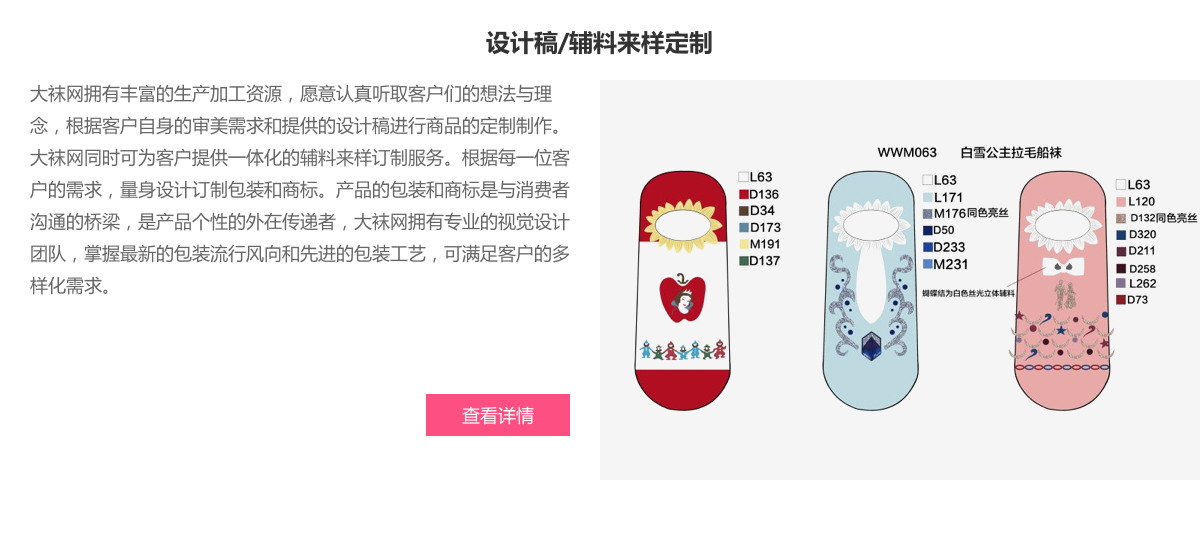 设计稿/辅料来样定制
大袜网拥有丰富的生产加工资源，愿意认真听取客户们的想法与理
念，根据客户自身的审美需求和提供的设计稿进行商品的定制制作。
大袜网同时可为客户提供一体化的辅料来样订制服务。根据每一位客
户的需求，量身设计订制包装和商标。产品的包装和商标是与消费者
沟通的桥梁，是产品个性的外在传递者，大袜网拥有专业的视觉设计
团队，掌握最新的包装流行风向和先进的包装工艺，可满足客户的多
样化需求。
查看详情
WWM063 白雪公主拉毛船袜
L63
D136
D34
D173
M191
D137
L63
L171
M176同色亮丝
D50
D233
M231
蝴蝶结为白色丝光立体辅料
L63
L120
D132同色亮丝
D320
D211
D258
L262
D73